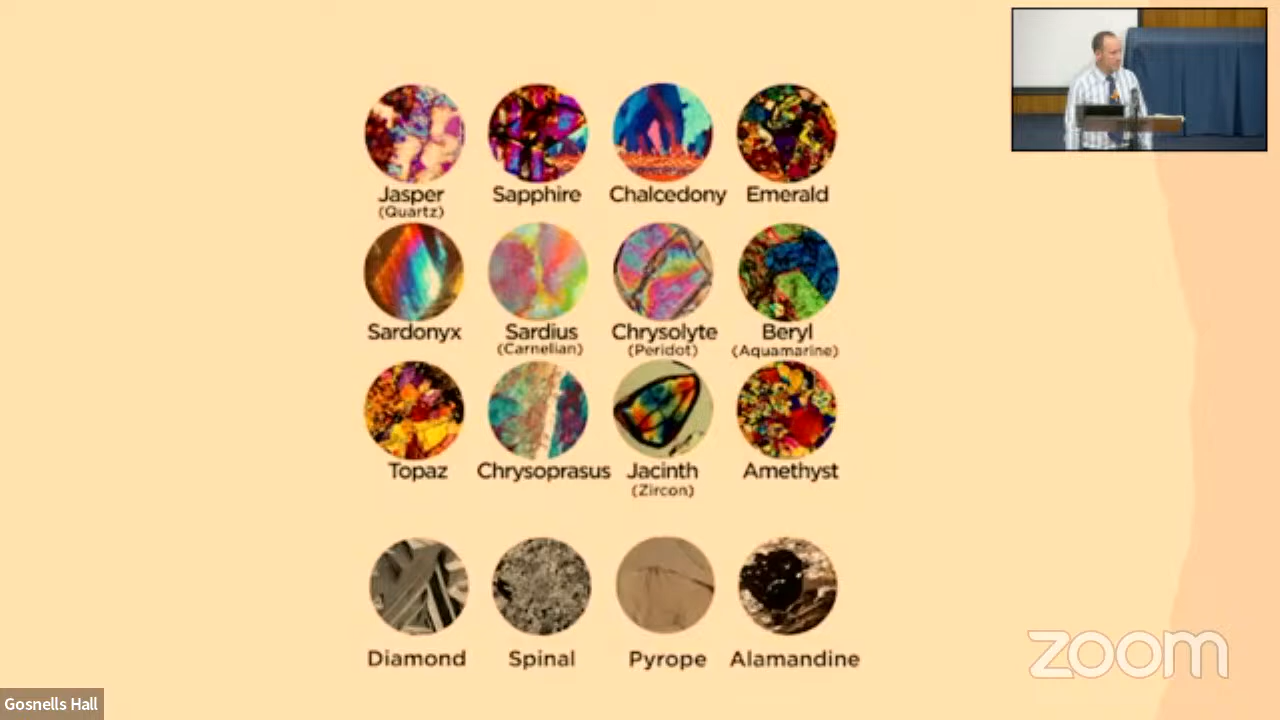 Jasper Sapphire Chalcedony Emerald
(Quartz)
Sardonyx Sardius Chrysolyte Beryl
(Carnelian) (Peridot) (Aquamarine)
Topaz Chrysoprasus Jacinth Amethyst
(Zircon)
Diamond Spinal Pyrope Alamandine
zoom
Gosnells Hall